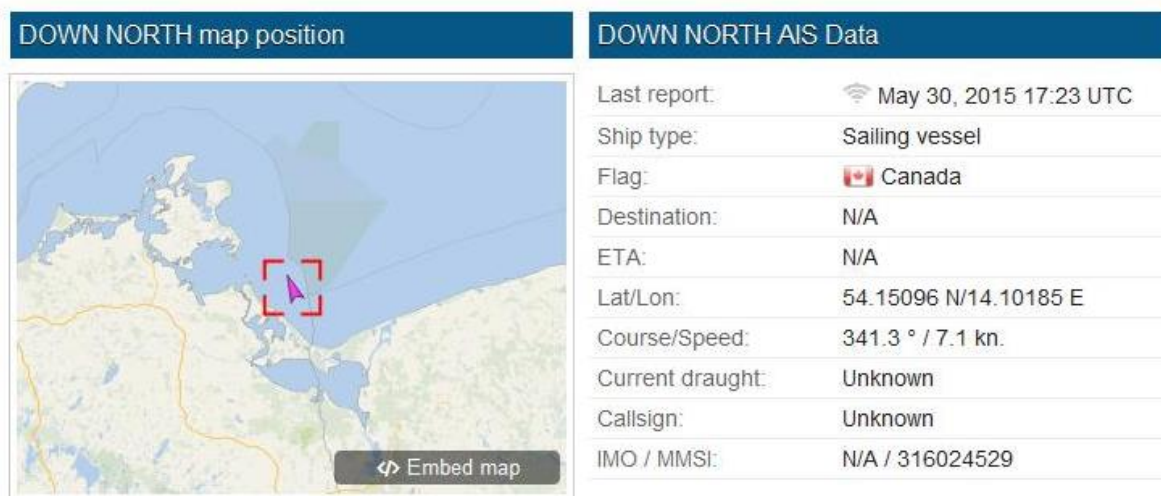 DOWN NORTH map position
</> Embed map
DOWN NORTH AIS Data
Last report: May 30, 2015 17:23 UTC
Ship type: Sailing vessel
Flag: Canada
Destination: N/A
ETA: N/A
Lat/Lon: 54.15096 N/14.10185 E
Course/Speed: 341.3 ° / 7.1 kn.
Current draught: Unknown
Callsign: Unknown
IMO / MMSI: N/A / 316024529